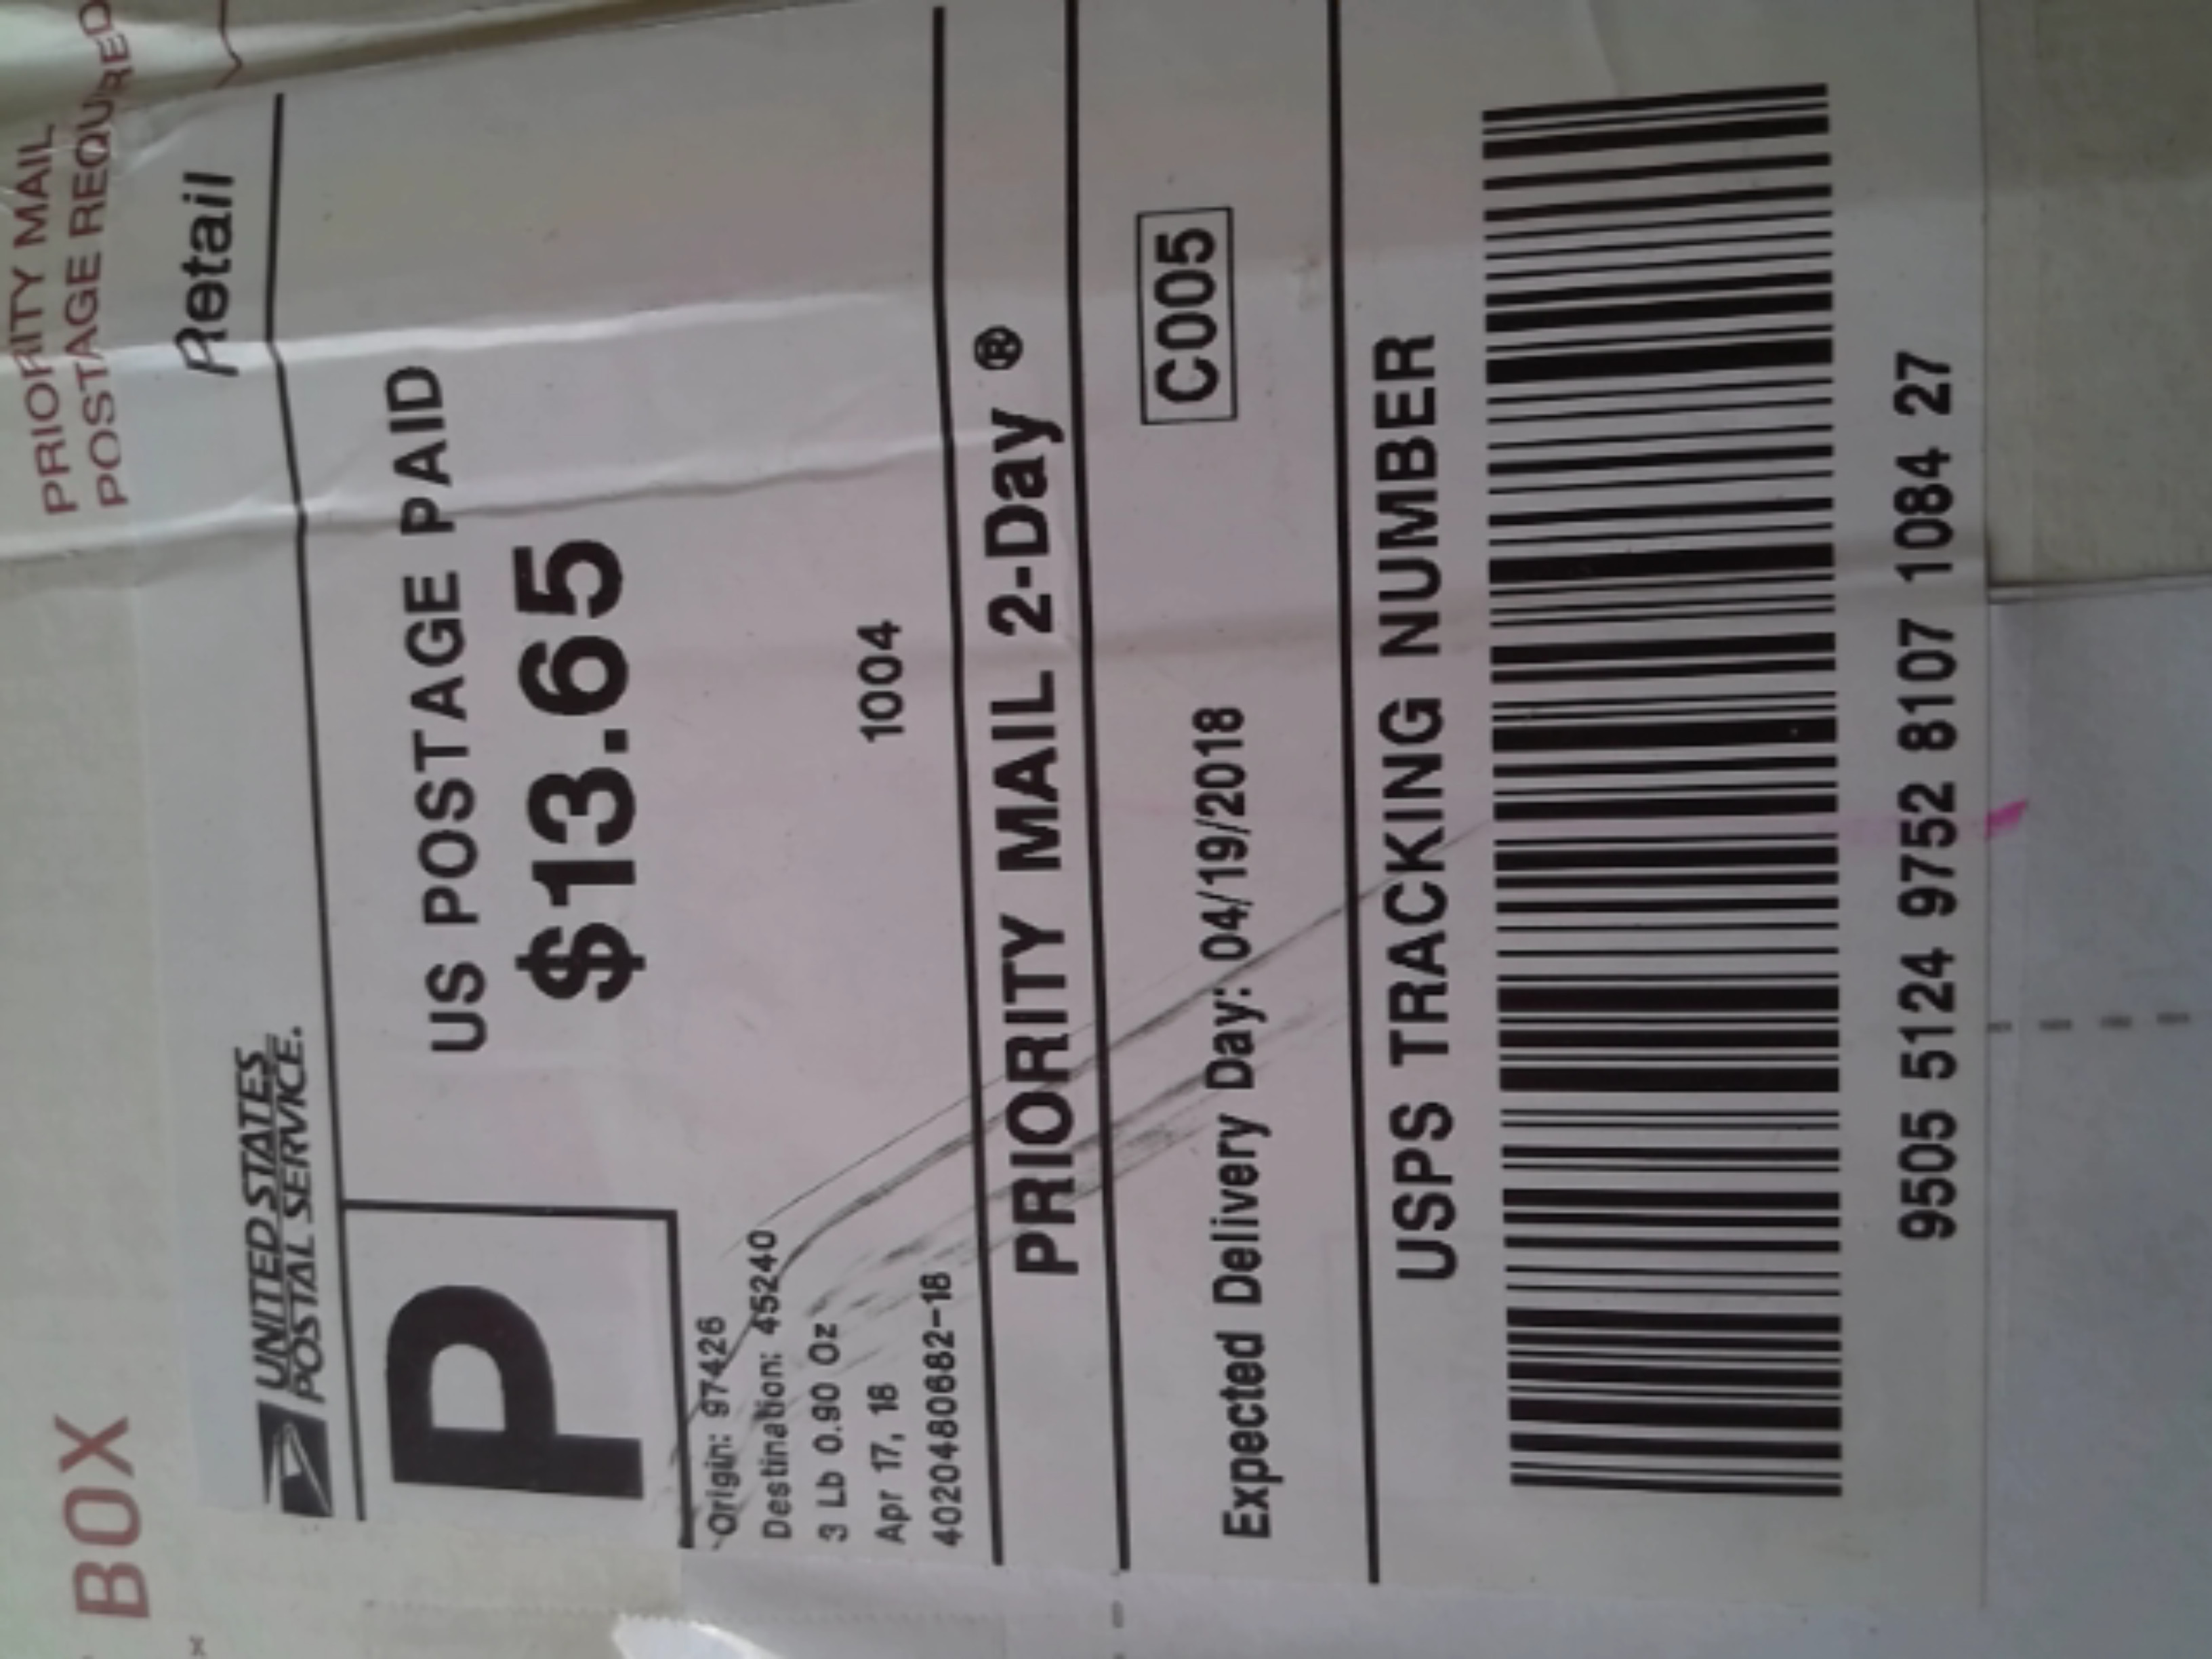 PRIORITY MAIL
POSTAGE REQUIRED
BOX
UNITED STATES
POSTAL SERVICE.
Retail
P
US POSTAGE PAID
$13.65
Origin: 97426
Destination: 45240
3 Lb 0.90 Oz
Apr 17, 18
4020480682-18
1004
PRIORITY MAIL 2-Day ®
Expected Delivery Day: 04/19/2018
C005
USPS TRACKING NUMBER
9505 5124 9752 8107 1084 27